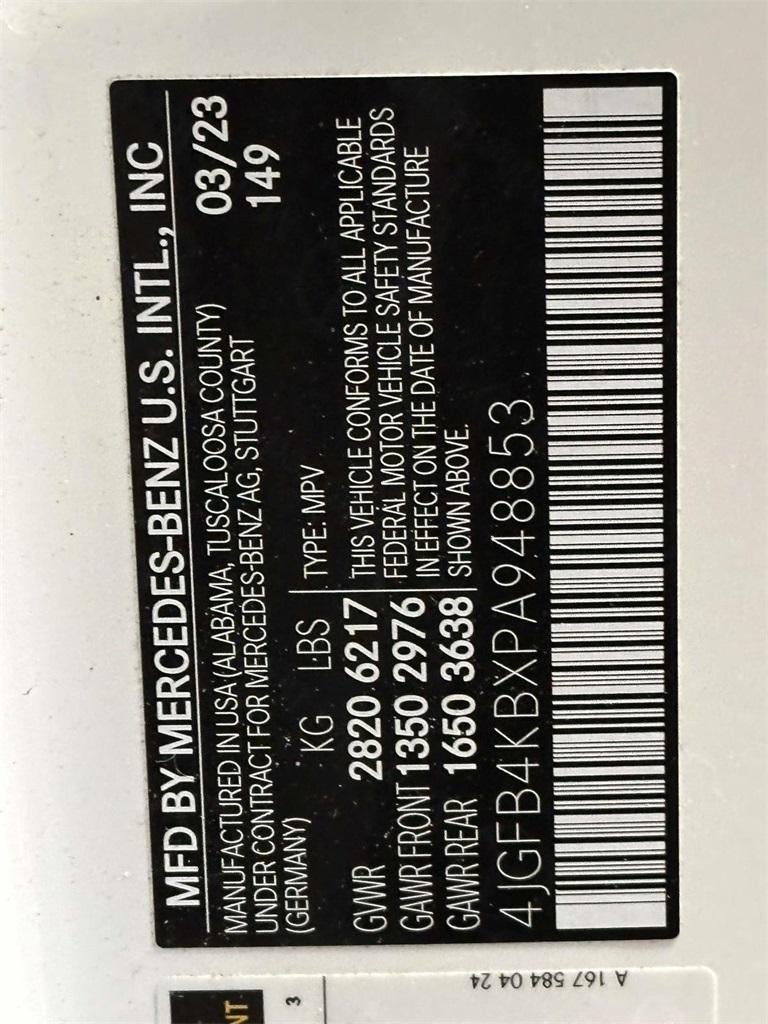 MFD BY MERCEDES-BENZ U.S. INTL., INC
MANUFACTURED IN USA (ALABAMA, TUSCALOOSA COUNTY) 03/23
UNDER CONTRACT FOR MERCEDES-BENZ AG, STUTTGART 149
(GERMANY)
KG LBS TYPE: MPV
GVWR 2820 6217 THIS VEHICLE CONFORMS TO ALL APPLICABLE
GAWR FRONT 1350 2976 FEDERAL MOTOR VEHICLE SAFETY STANDARDS
IN EFFECT ON THE DATE OF MANUFACTURE
GAWR REAR 1650 3638 SHOWN ABOVE.
4JGFB4KBXPA948853
NT
3
A 167 584 04 24